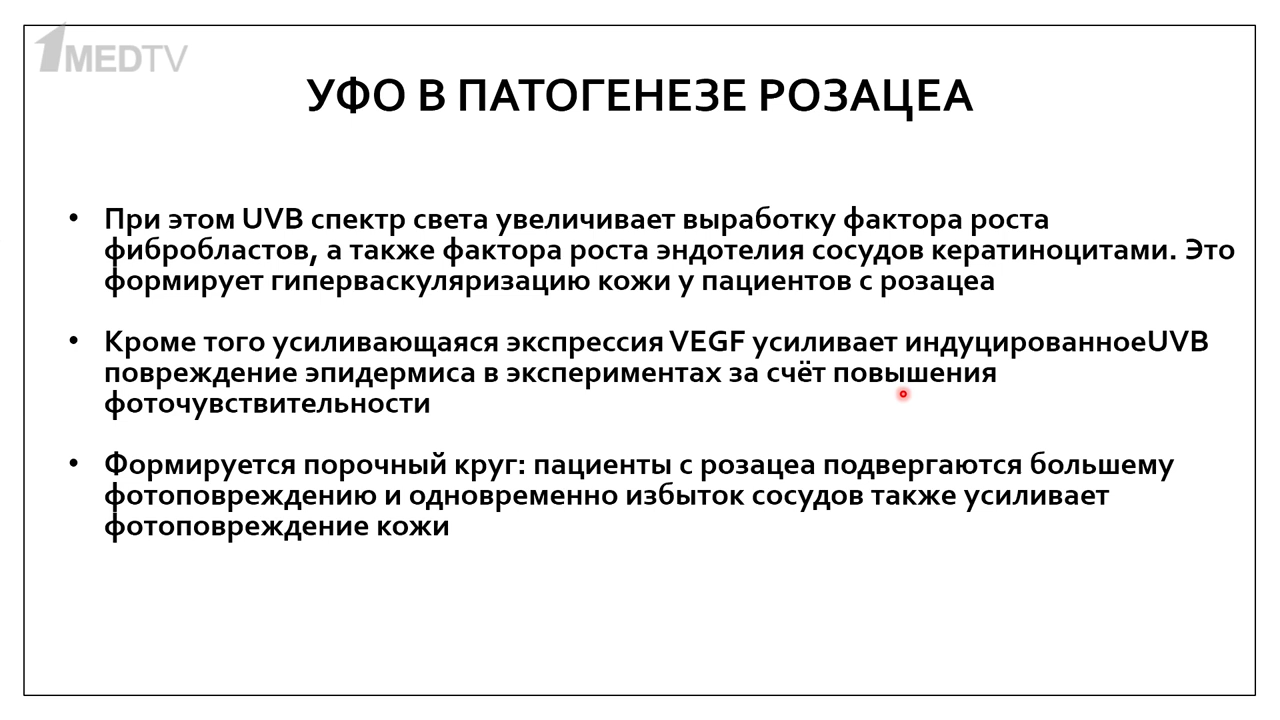 1MEDTV
УФО В ПАТОГЕНЕЗЕ РОЗАЦЕА
• При этом UVB спектр света увеличивает выработку фактора роста
фибробластов, а также фактора роста эндотелия сосудов кератиноцитами. Это
формирует гиперваскуляризацию кожи у пациентов с розацеа
• Кроме того усиливающаяся экспрессия VEGF усиливает индуцированноеUVB
повреждение эпидермиса в экспериментах за счёт повышения
фоточувствительности
• Формируется порочный круг: пациенты с розацеа подвергаются большему
фотоповреждению и одновременно избыток сосудов также усиливает
фотоповреждение кожи